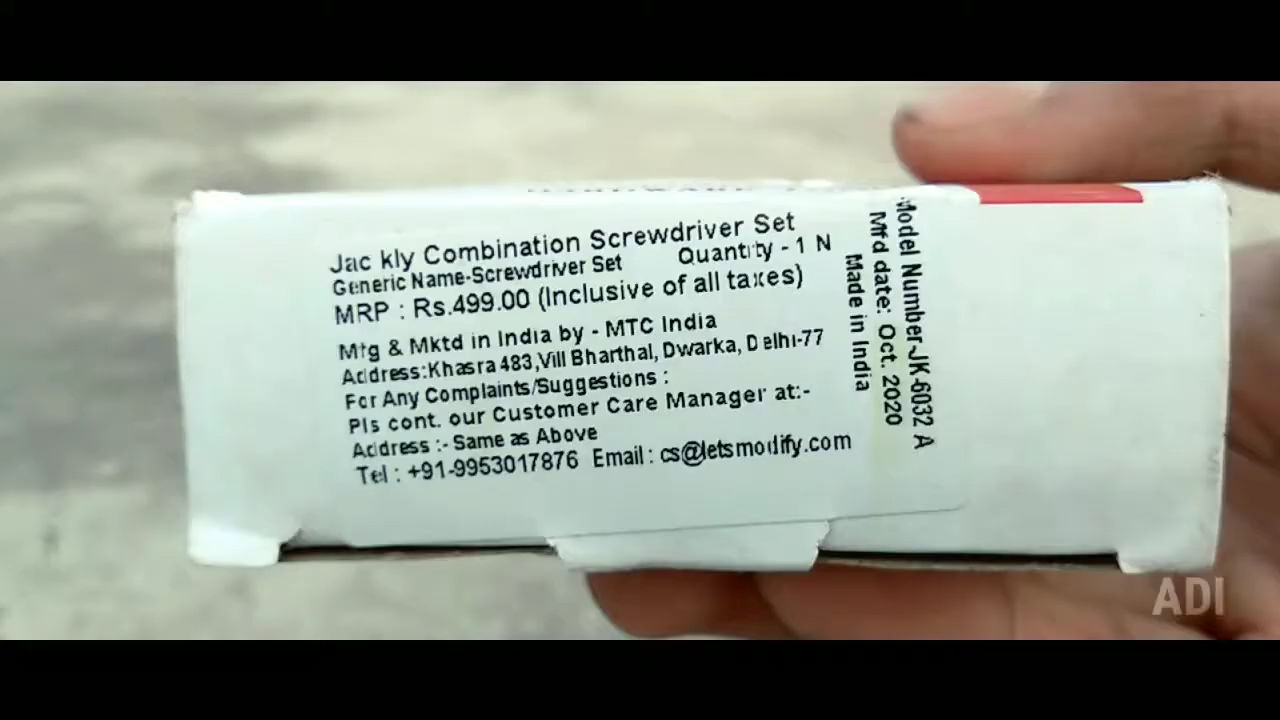 Jackly Combination Screwdriver Set
Generic Name-Screwdriver Set Quantity - 1 N
MRP : Rs.499.00 (Inclusive of all taxes)
Mfg & Mktd in India by - MTC India
Address:Khasra 483,Vill Bharthal, Dwarka, Delhi-77
For Any Complaints/Suggestions :
Pls cont. our Customer Care Manager at:-
Address :- Same as Above
Tel : +91-9953017876 Email : cs@letsmodify.com
Model Number-JK-6032 A
Mfd date: Oct. 2020
Made in India
ADI